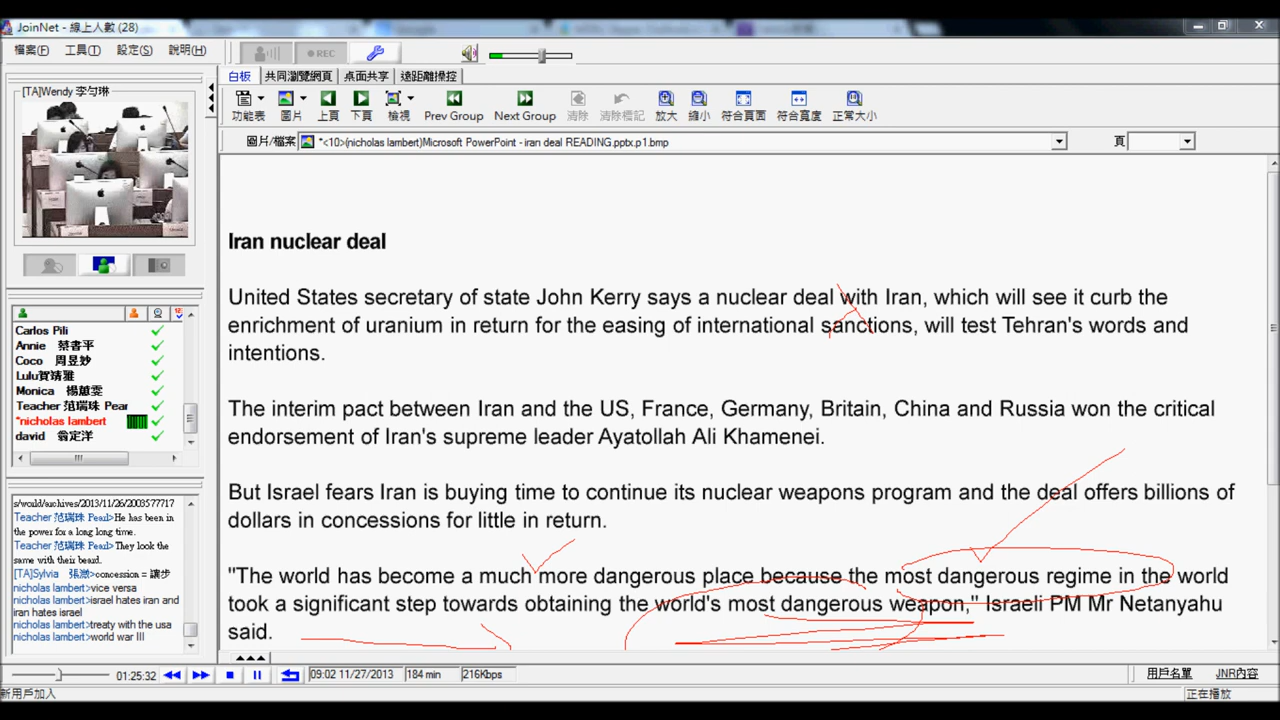 JoinNet - 線上人數 (28)
檔案(F) 工具(T) 設定(S) 說明(H)
REC
[TA]Wendy 李勻琳
白板 共同瀏覽網頁 桌面共享 遠距離操控
功能表 圖片 上頁 下頁 檢視 Prev Group Next Group 清除 清除標記 放大 縮小 符合頁面 符合寬度 正常大小
圖片/檔案 *<10>(nicholas lambert)Microsoft PowerPoint - iran deal READING.pptx.p1.bmp 頁
Carlos Pili
Annie 蔡書平
Coco 周昱妙
Lulu賀靖雅
Monica 楊蕙雯
Teacher 范瑞珠 Pear
*nicholas lambert
david 翁定洋
s/world/archives/2013/11/26/2003577717
Teacher 范瑞珠 Pearl>He has been in
the power for a long long time.
Teacher 范瑞珠 Pearl>They look the
same with their beard.
[TA]Sylvia 張瀲>concession = 讓步
nicholas lambert>vice versa
nicholas lambert>israel hates iran and
iran hates israel
nicholas lambert>treaty with the usa
nicholas lambert>world war III
Iran nuclear deal
United States secretary of state John Kerry says a nuclear deal with Iran, which will see it curb the
enrichment of uranium in return for the easing of international sanctions, will test Tehran's words and
intentions.
The interim pact between Iran and the US, France, Germany, Britain, China and Russia won the critical
endorsement of Iran's supreme leader Ayatollah Ali Khamenei.
But Israel fears Iran is buying time to continue its nuclear weapons program and the deal offers billions of
dollars in concessions for little in return.
"The world has become a much more dangerous place because the most dangerous regime in the world
took a significant step towards obtaining the world's most dangerous weapon," Israeli PM Mr Netanyahu
said.
01:25:32 09:02 11/27/2013 184 min 216Kbps 用戶名單 JNR內容
新用戶加入 正在播放